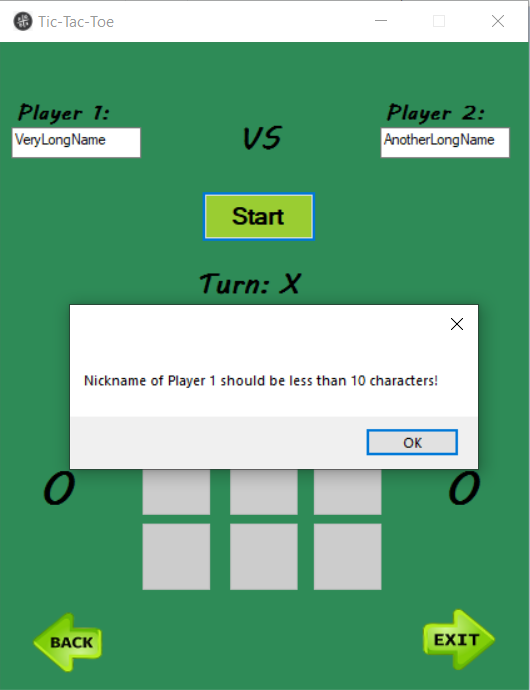 Tic-Tac-Toe
Player 1:
Player 2:
VeryLongName
VS
AnotherLongName
Start
Turn: X
Nickname of Player 1 should be less than 10 characters!
OK
0
0
BACK
EXIT